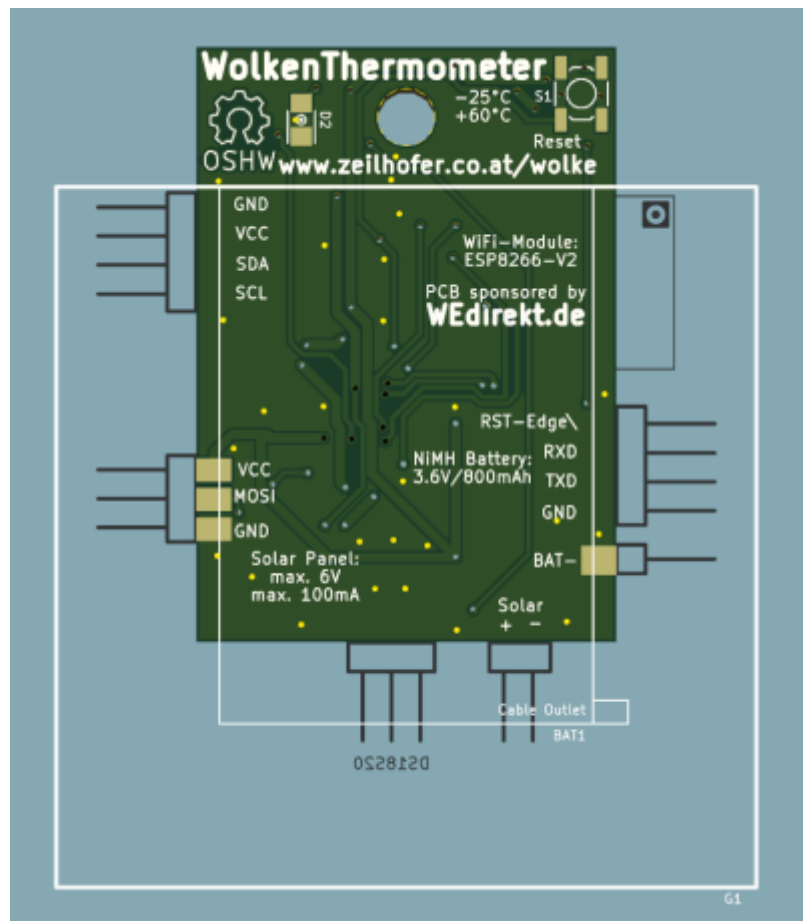 WolkenThermometer
-25°C
+60°C
S1
D2
Reset
OSHW
www.zeilhofer.co.at/wolke
GND
VCC
SDA
SCL
WiFi-Module:
ESP8266-V2
PCB sponsored by
WEdirekt.de
RST-Edge\
RXD
TXD
GND
BAT-
NiMH Battery:
3.6V/800mAh
VCC
MOSI
GND
Solar Panel:
max. 6V
max. 100mA
Solar
+ -
Cable Outlet
BAT1
DS18S20
G1